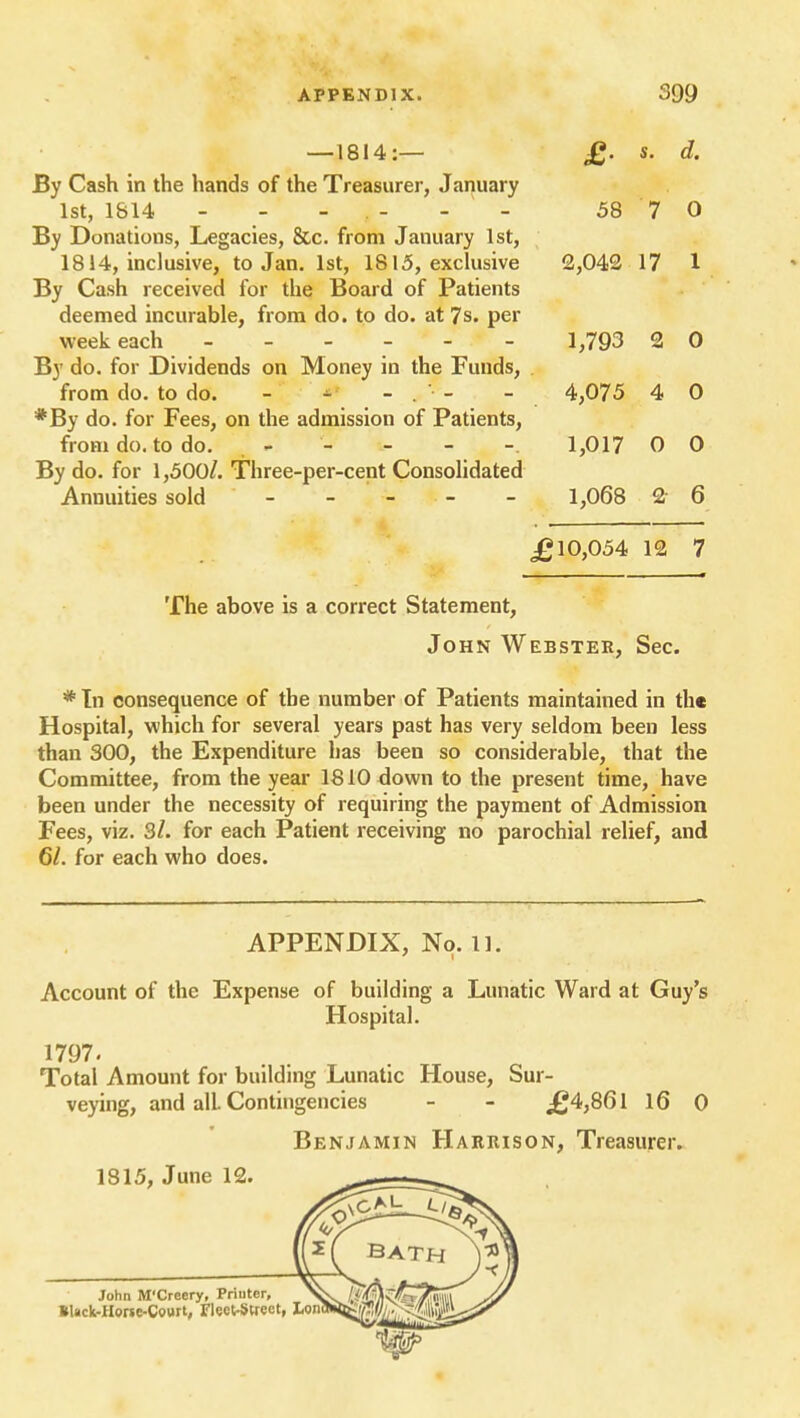 APPENDIX. 399
—1814:— £. s. d.
By Cash in the hands of the Treasurer, January
1st, 1814 - - - - - - 58 7 0
By Donations, Legacies, &c. from January 1st,
1814, inclusive, to Jan. 1st, 1815, exclusive 2,042 17 1
By Cash received for the Board of Patients
deemed incurable, from do. to do. at 7s. per
week each - - - - - - 1,793 2 0
By do. for Dividends on Money in the Funds,
from do. to do. - - - - - 4,075 4 0
*By do. for Fees, on the admission of Patients,
from do. to do. - - - - - 1,017 0 0
By do. for 1,500l. Three-per-cent Consolidated
Annuities sold - - - - - 1,068 2 6
£10,054 12 7
The above is a correct Statement,
John Webster, Sec.
* In consequence of the number of Patients maintained in the
Hospital, which for several years past has very seldom been less
than 300, the Expenditure has been so considerable, that the
Committee, from the year 1810 down to the present time, have
been under the necessity of requiring the payment of Admission
Fees, viz. 3l. for each Patient receiving no parochial relief, and
6l. for each who does.
APPENDIX, No. 11.
Account of the Expense of building a Lunatic Ward at Guy's
Hospital.
1797.
Total Amount for building Lunatic House, Sur-
veying, and all Contingencies - - £4,861 16 0
Benjamin Harrison, Treasurer.
1815, June 12.
MEDICAL LIBRARY
BATH
John M'Creery, Printer,
Black-Horse-Court, Fleet-Street,